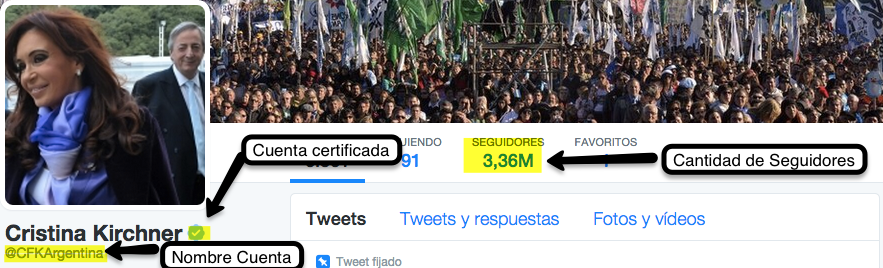 Cuenta certificada
UIENDO
SEGUIDORES
FAVORITOS
91
3,36M
Cantidad de Seguidores
Cristina Kirchner
@CFKArgentina
Nombre Cuenta
Tweets
Tweets y respuestas
Fotos y vídeos
Tweet fijado